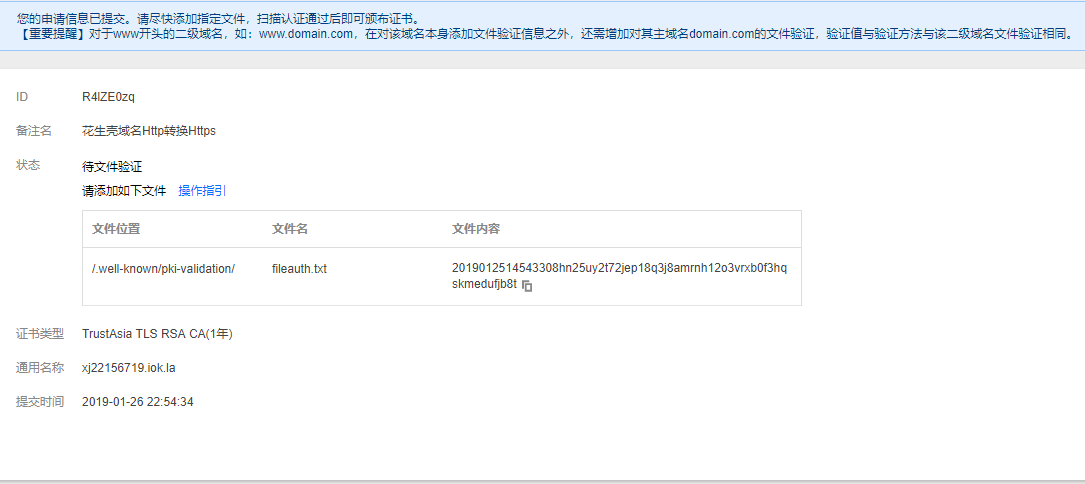 您的申请信息已提交。请尽快添加指定文件，扫描认证通过后即可颁布证书。
【重要提醒】对于www开头的二级域名，如：www.domain.com，在对该域名本身添加文件验证信息之外，还需增加对其主域名domain.com的文件验证，验证值与验证方法与该二级域名文件验证相同。
ID R4lZE0zq
备注名 花生壳域名Http转换Https
状态 待文件验证
请添加如下文件 操作指引
文件位置 文件名 文件内容
/.well-known/pki-validation/ fileauth.txt 2019012514543308hn25uy2t72jep18q3j8amrnh12o3vrxb0f3hq
skmedufjb8t
证书类型 TrustAsia TLS RSA CA(1年)
通用名称 xj22156719.iok.la
提交时间 2019-01-26 22:54:34